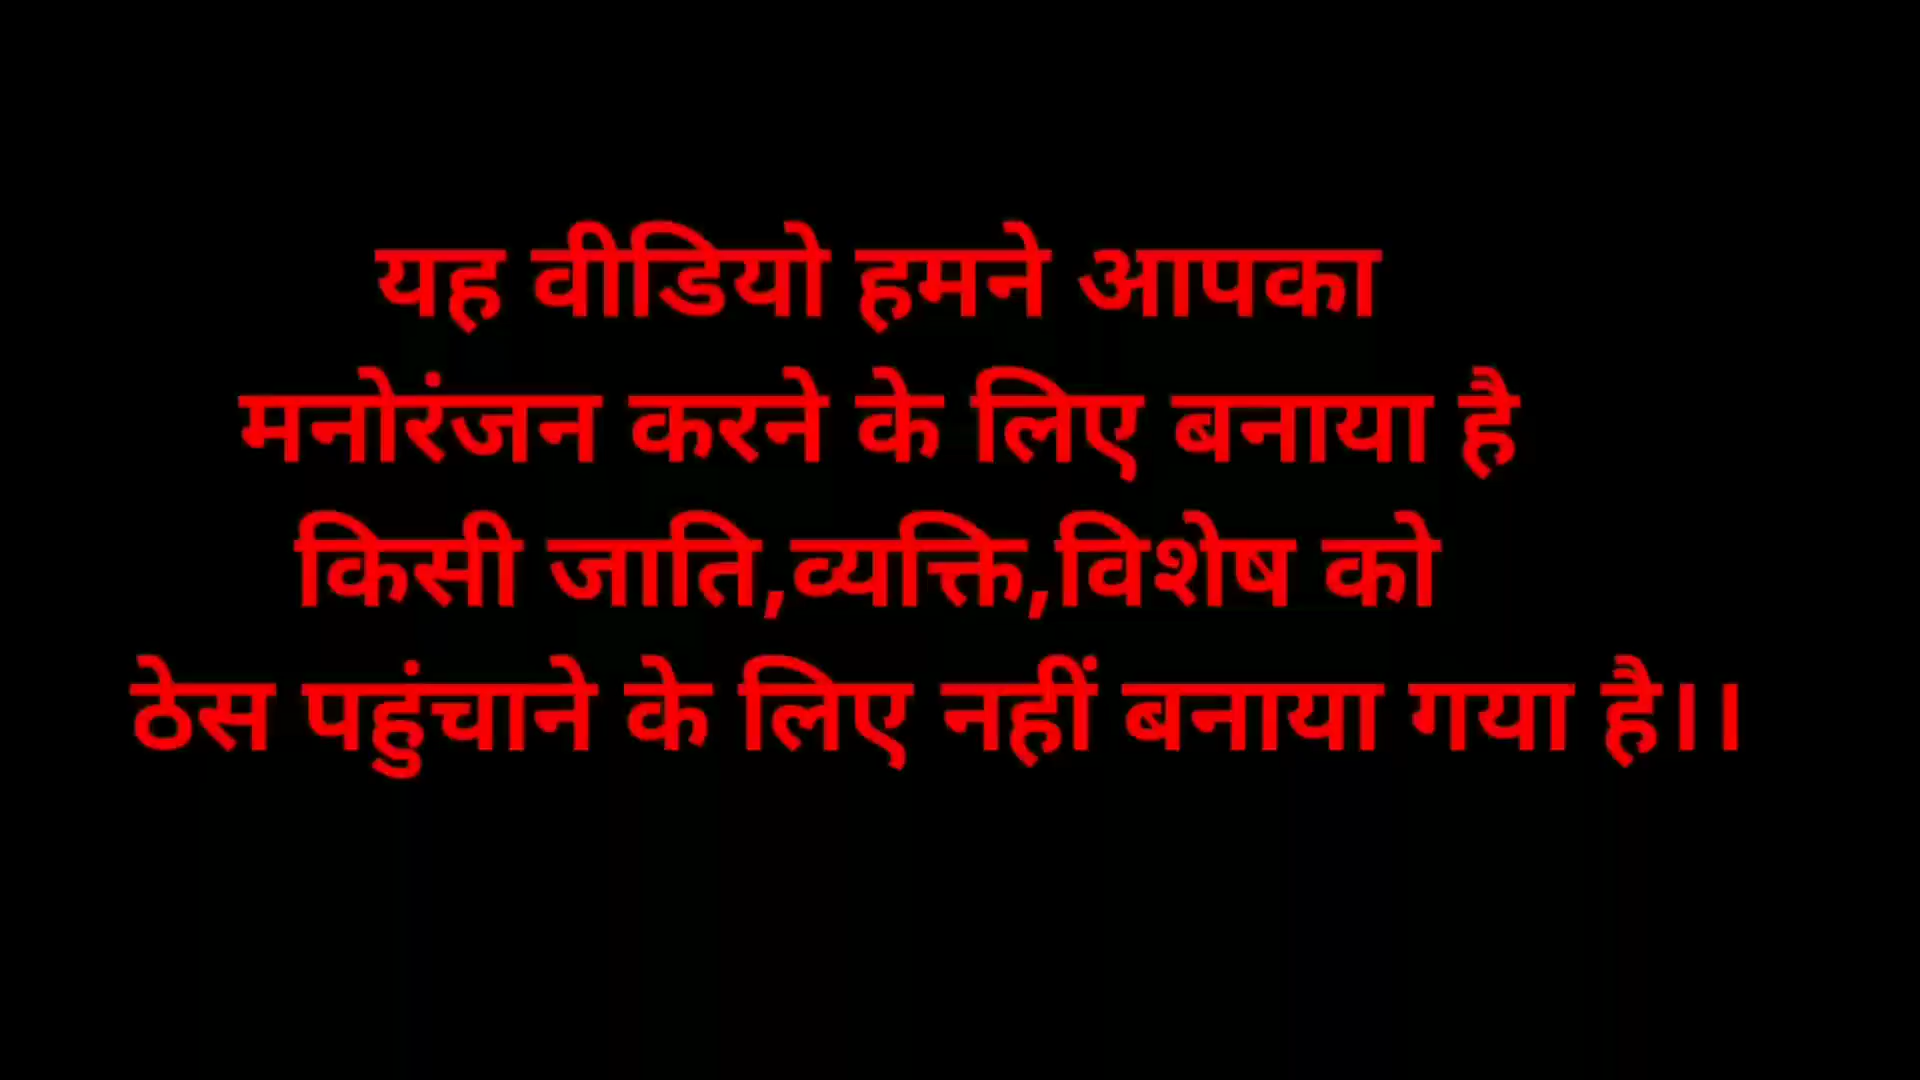 यह वीडियो हमने आपका
मनोरंजन करने के लिए बनाया है
किसी जाति,व्यक्ति,विशेष को
ठेस पहुंचाने के लिए नहीं बनाया गया है।।